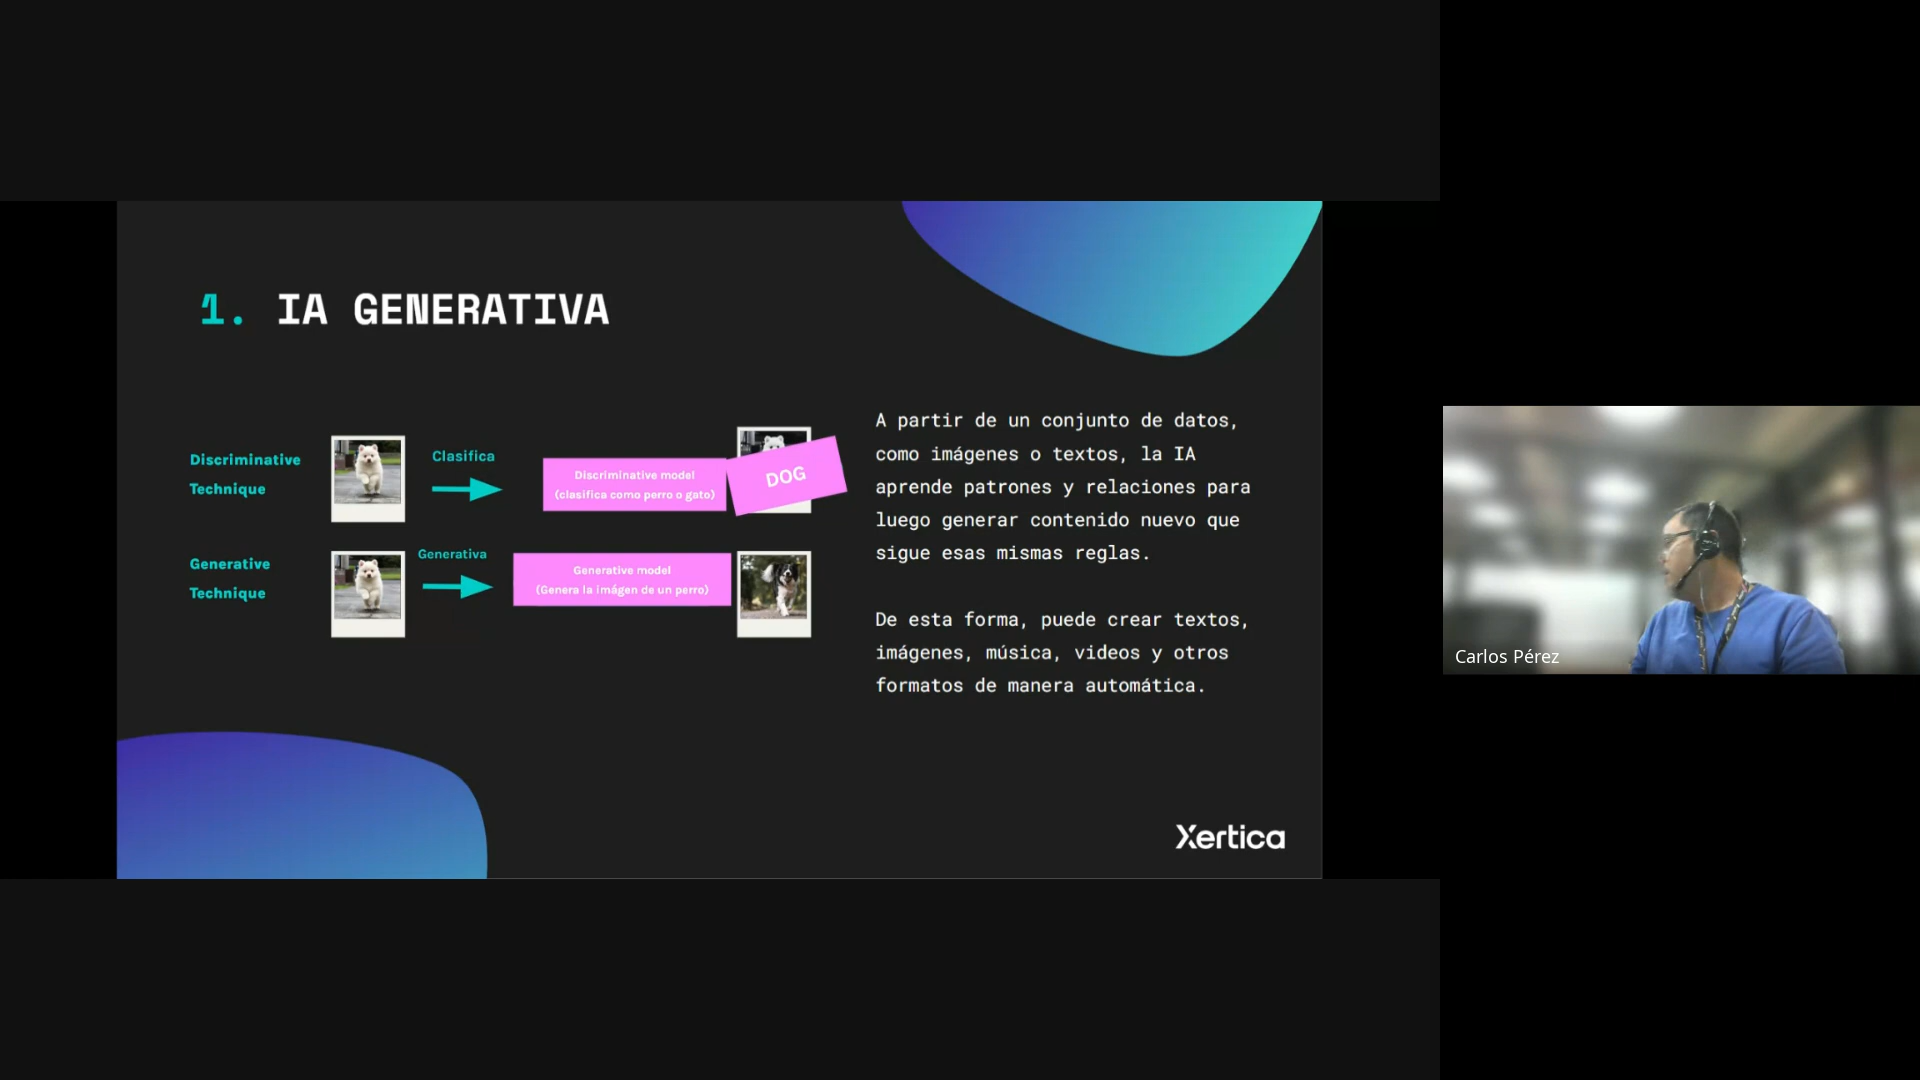 1. IA GENERATIVA
Discriminative
Technique
Clasifica
Discriminative model
(clasifica como perro o gato)
DOG
Generative
Technique
Generativa
Generative model
(Genera la imágen de un perro)
A partir de un conjunto de datos,
como imágenes o textos, la IA
aprende patrones y relaciones para
luego generar contenido nuevo que
sigue esas mismas reglas.
De esta forma, puede crear textos,
imágenes, música, videos y otros
formatos de manera automática.
Xertica
Carlos Pérez